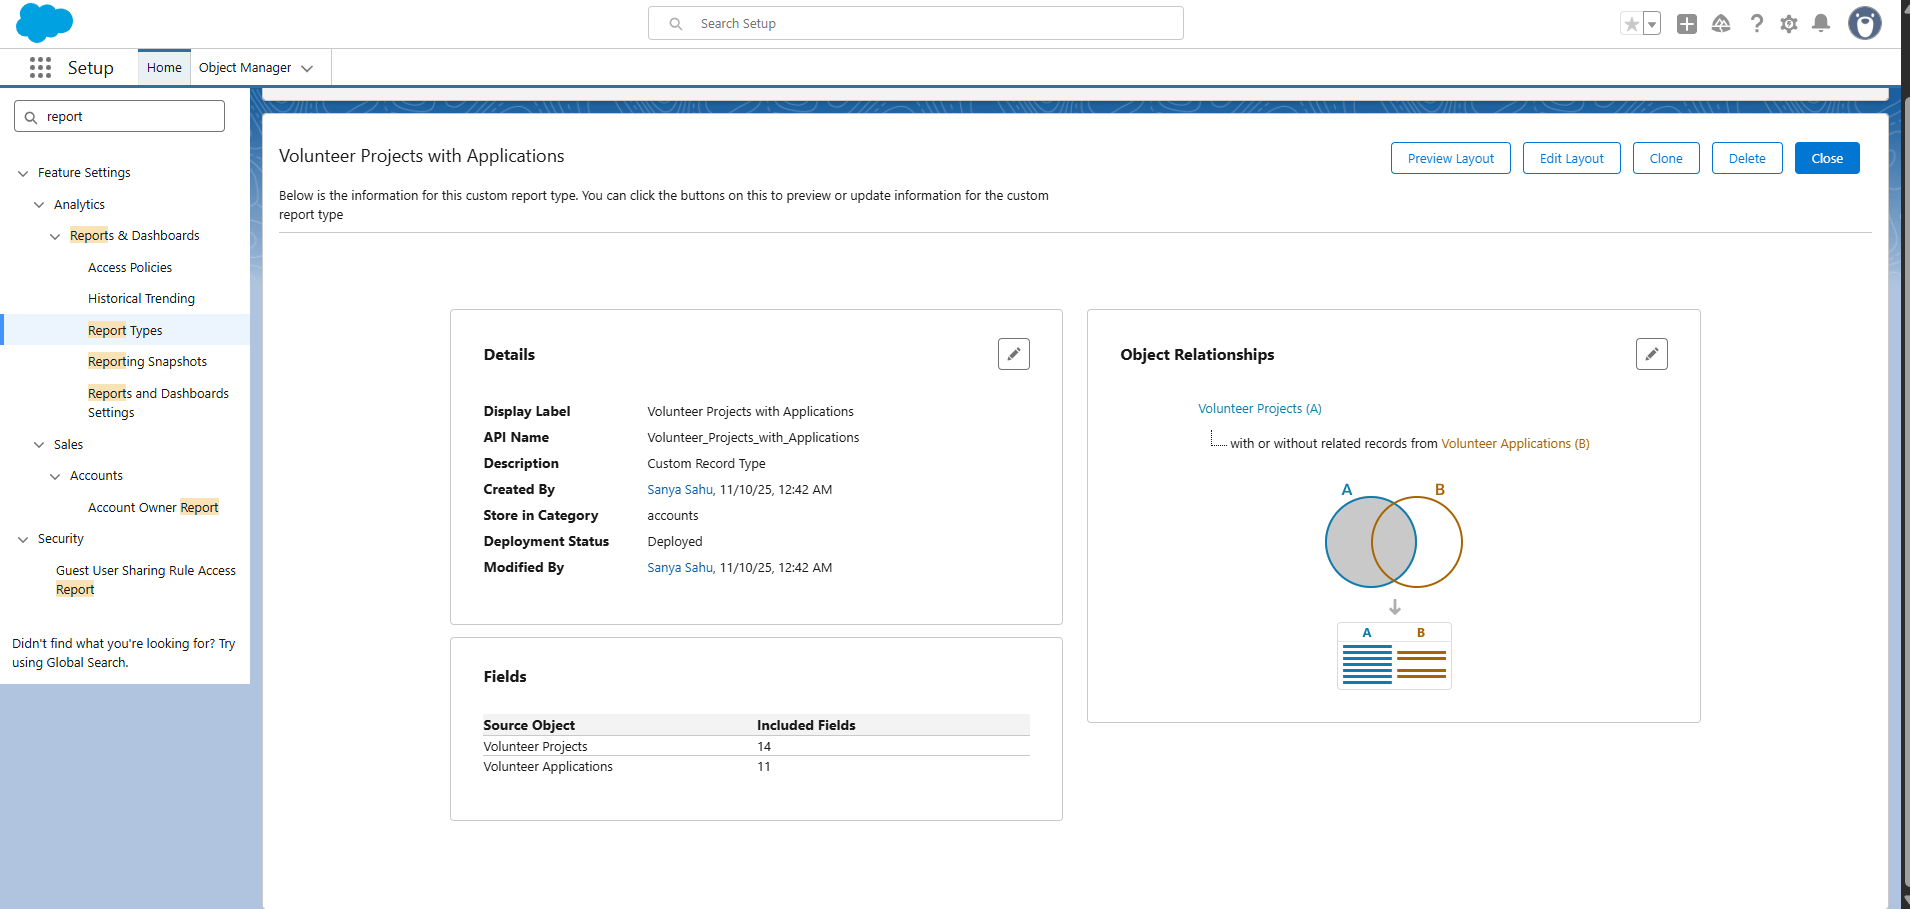 Search Setup
Setup
Home
Object Manager
report
Feature Settings
Analytics
Reports & Dashboards
Access Policies
Historical Trending
Report Types
Reporting Snapshots
Reports and Dashboards
Settings
Sales
Accounts
Account Owner Report
Security
Guest User Sharing Rule Access
Report
Didn't find what you're looking for? Try
using Global Search.
Volunteer Projects with Applications
Preview Layout
Edit Layout
Clone
Delete
Close
Below is the information for this custom report type. You can click the buttons on this to preview or update information for the custom
report type
Details
Display Label Volunteer Projects with Applications
API Name Volunteer_Projects_with_Applications
Description Custom Record Type
Created By Sanya Sahu, 11/10/25, 12:42 AM
Store in Category accounts
Deployment Status Deployed
Modified By Sanya Sahu, 11/10/25, 12:42 AM
Fields
Source Object Included Fields
Volunteer Projects 14
Volunteer Applications 11
Object Relationships
Volunteer Projects (A)
with or without related records from Volunteer Applications (B)
A B
A B